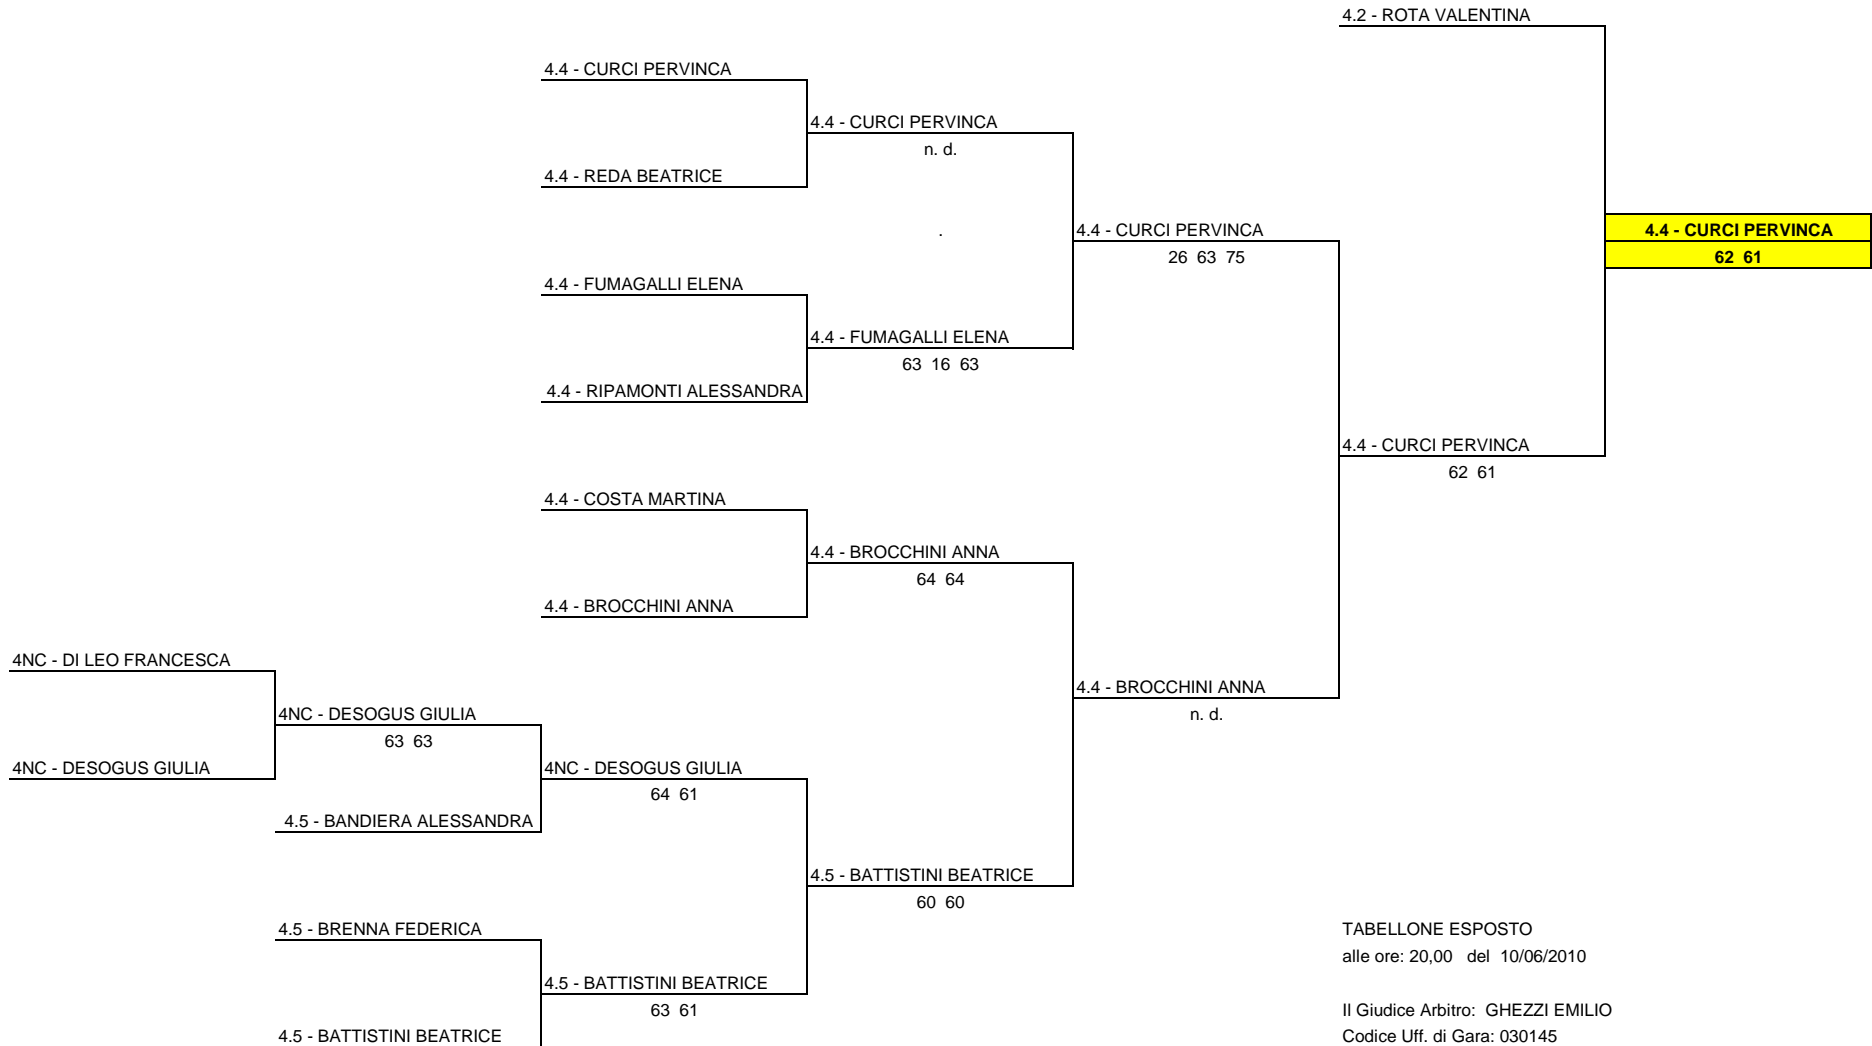 4.2 - ROTA VALENTINA
4.4 - CURCI PERVINCA
4.4 - CURCI PERVINCA
n. d.
4.4 - REDA BEATRICE
.
4.4 - CURCI PERVINCA
4.4 - CURCI PERVINCA
26 63 75
62 61
4.4 - FUMAGALLI ELENA
4.4 - FUMAGALLI ELENA
63 16 63
4.4 - RIPAMONTI ALESSANDRA
4.4 - CURCI PERVINCA
62 61
4.4 - COSTA MARTINA
4.4 - BROCCHINI ANNA
64 64
4.4 - BROCCHINI ANNA
4NC - DI LEO FRANCESCA
4.4 - BROCCHINI ANNA
n. d.
4NC - DESOGUS GIULIA
63 63
4NC - DESOGUS GIULIA
4NC - DESOGUS GIULIA
64 61
4.5 - BANDIERA ALESSANDRA
4.5 - BATTISTINI BEATRICE
60 60
4.5 - BRENNA FEDERICA
TABELLONE ESPOSTO
alle ore: 20,00 del 10/06/2010
4.5 - BATTISTINI BEATRICE
63 61
4.5 - BATTISTINI BEATRICE
Il Giudice Arbitro: GHEZZI EMILIO
Codice Uff. di Gara: 030145